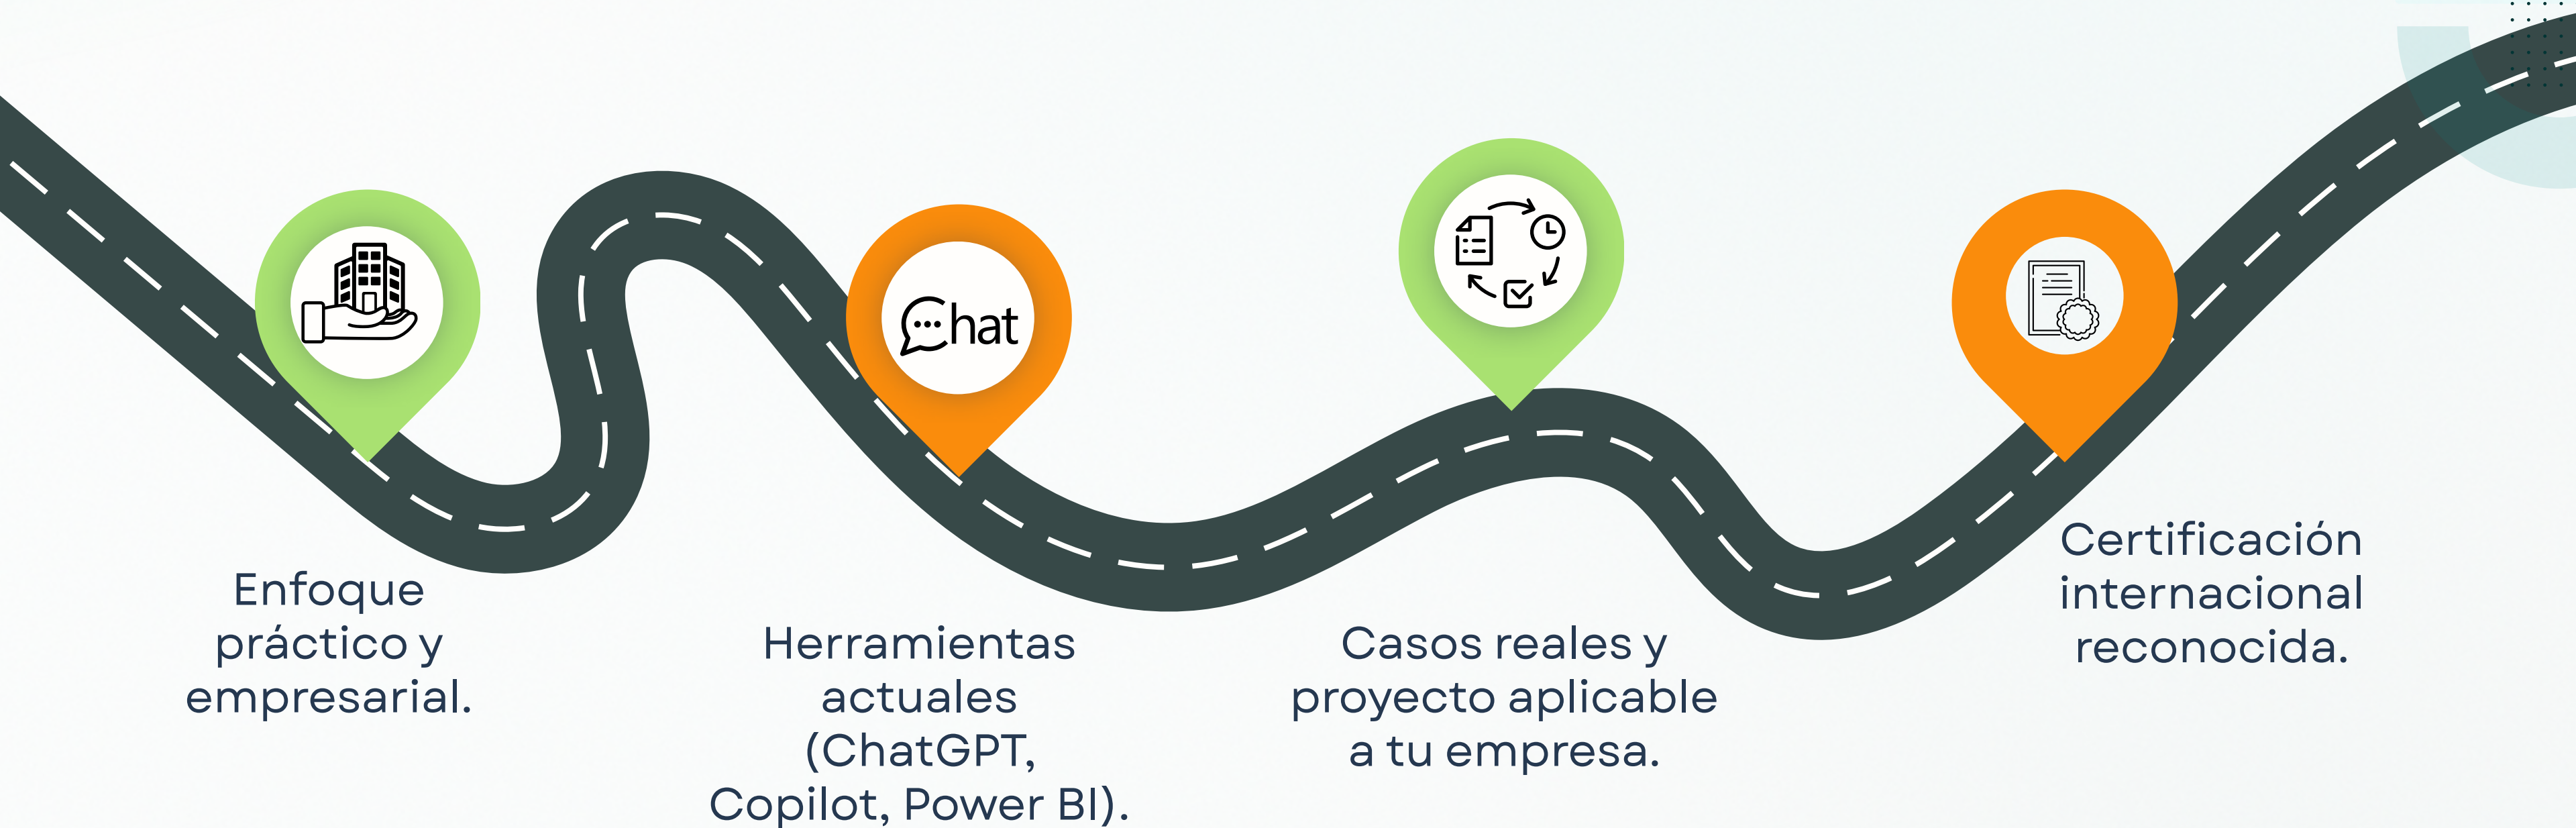 Chat
Enfoque
práctico y
empresarial.
Herramientas
actuales
(ChatGPT,
Copilot, Power BI).
Casos reales y
proyecto aplicable
a tu empresa.
Certificación
internacional
reconocida.